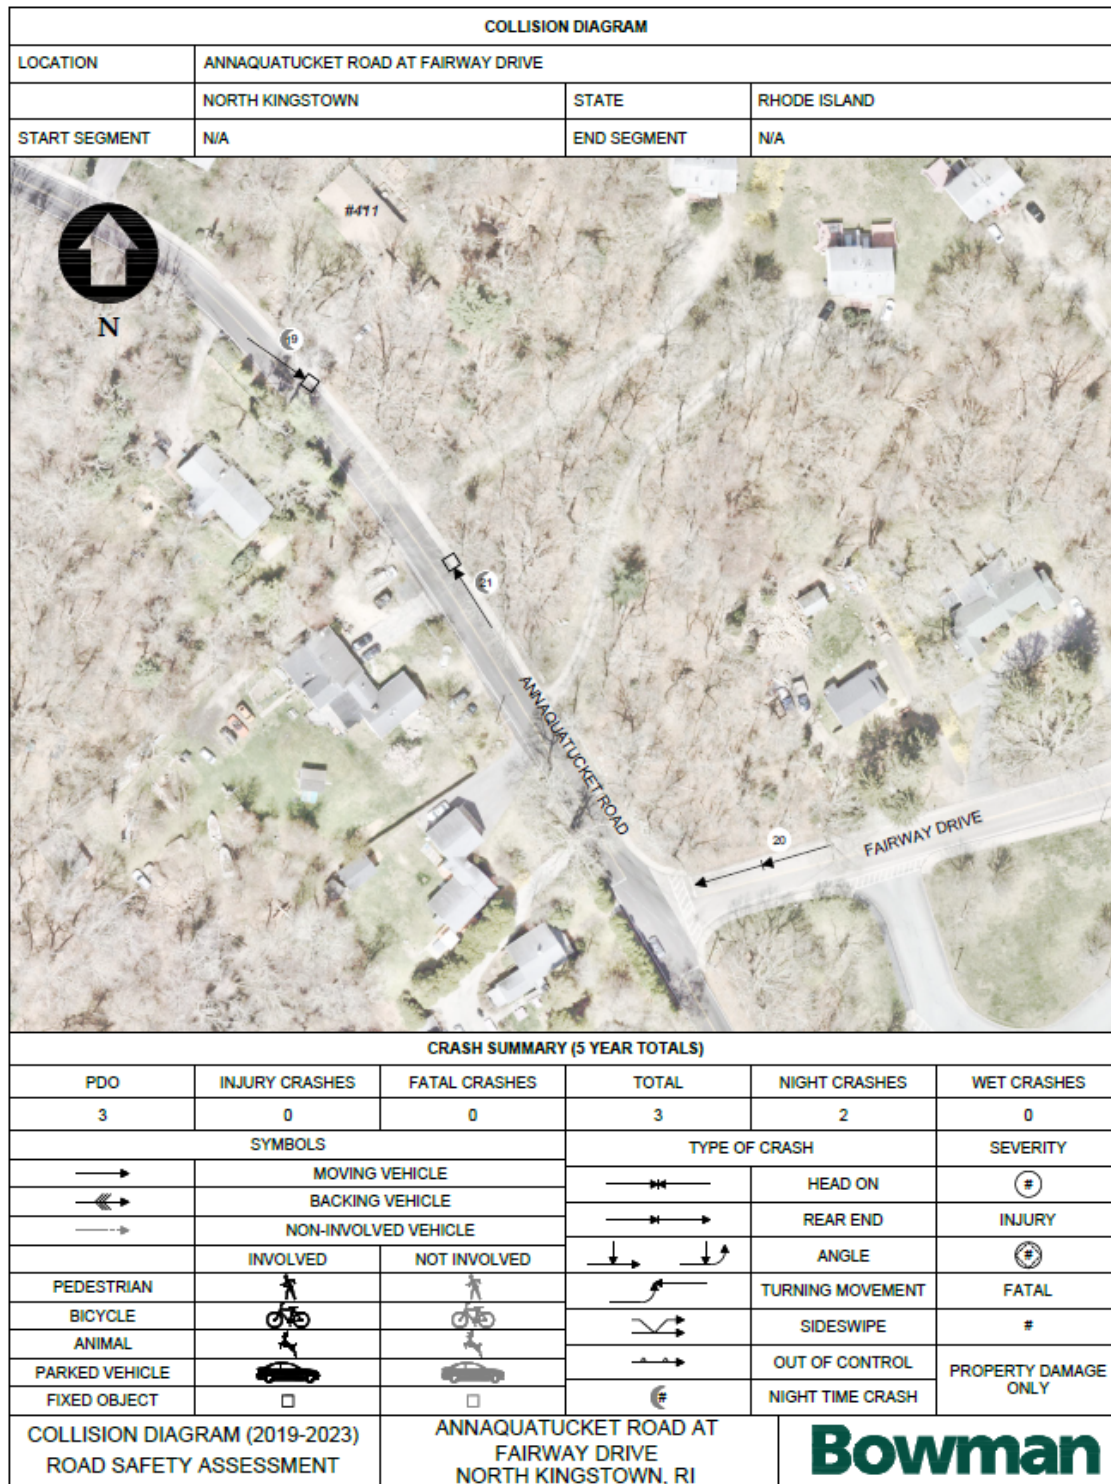 COLLISION DIAGRAM
LOCATION ANNAQUATUCKET ROAD AT FAIRWAY DRIVE
NORTH KINGSTOWN STATE RHODE ISLAND
START SEGMENT N/A END SEGMENT N/A
#411
N
19
21
ANNAQUATUCKET ROAD
20
FAIRWAY DRIVE
CRASH SUMMARY (5 YEAR TOTALS)
PDO INJURY CRASHES FATAL CRASHES TOTAL NIGHT CRASHES WET CRASHES
3 0 0 3 2 0
SYMBOLS TYPE OF CRASH SEVERITY
MOVING VEHICLE HEAD ON #
BACKING VEHICLE REAR END INJURY
NON-INVOLVED VEHICLE
INVOLVED NOT INVOLVED ANGLE #
PEDESTRIAN TURNING MOVEMENT FATAL
BICYCLE SIDESWIPE #
ANIMAL
PARKED VEHICLE OUT OF CONTROL PROPERTY DAMAGE
ONLY
FIXED OBJECT # NIGHT TIME CRASH
COLLISION DIAGRAM (2019-2023)
ROAD SAFETY ASSESSMENT
ANNAQUATUCKET ROAD AT
FAIRWAY DRIVE
NORTH KINGSTOWN, RI
Bowman